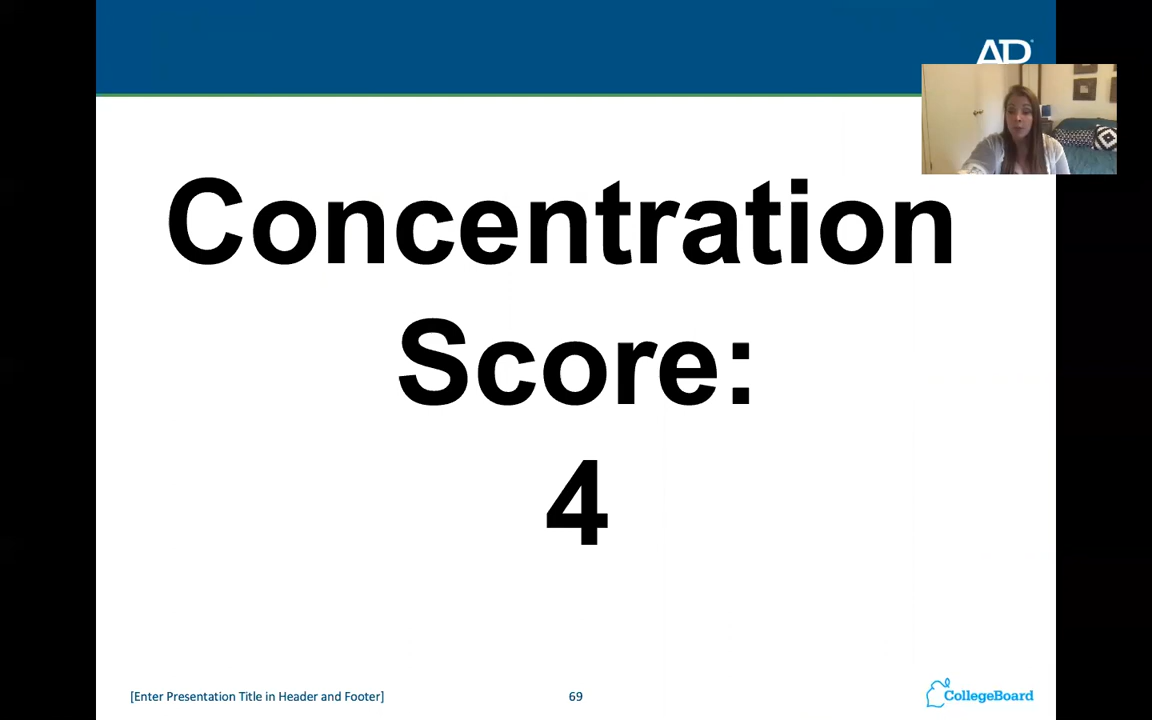 AP
Concentration
Score:
4
[Enter Presentation Title in Header and Footer]
69
CollegeBoard